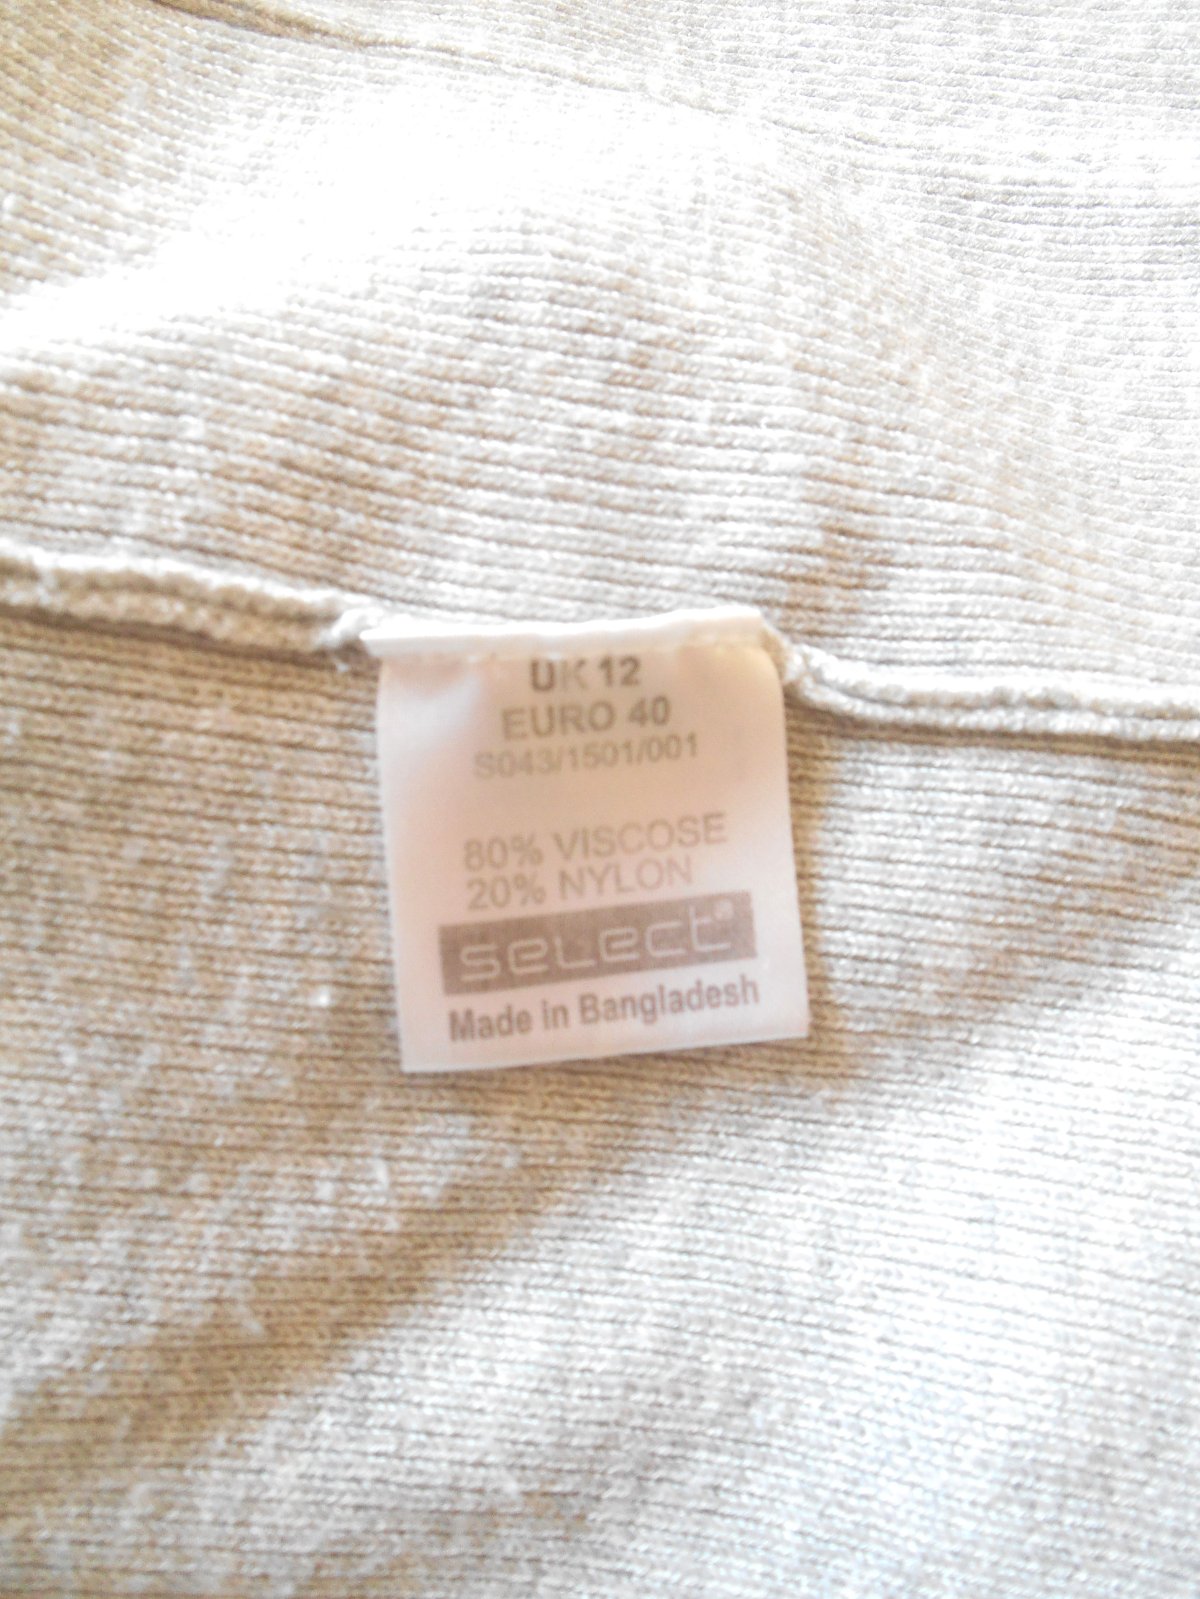 UK 12
EURO 40
S043/1501/001
80% VISCOSE
20% NYLON
SELECT
Made in Bangladesh